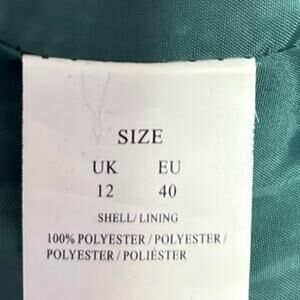 SIZE
UK EU
12 40
SHELL/ LINING
100% POLYESTER / POLYESTER /
POLYESTER / POLIÉSTER